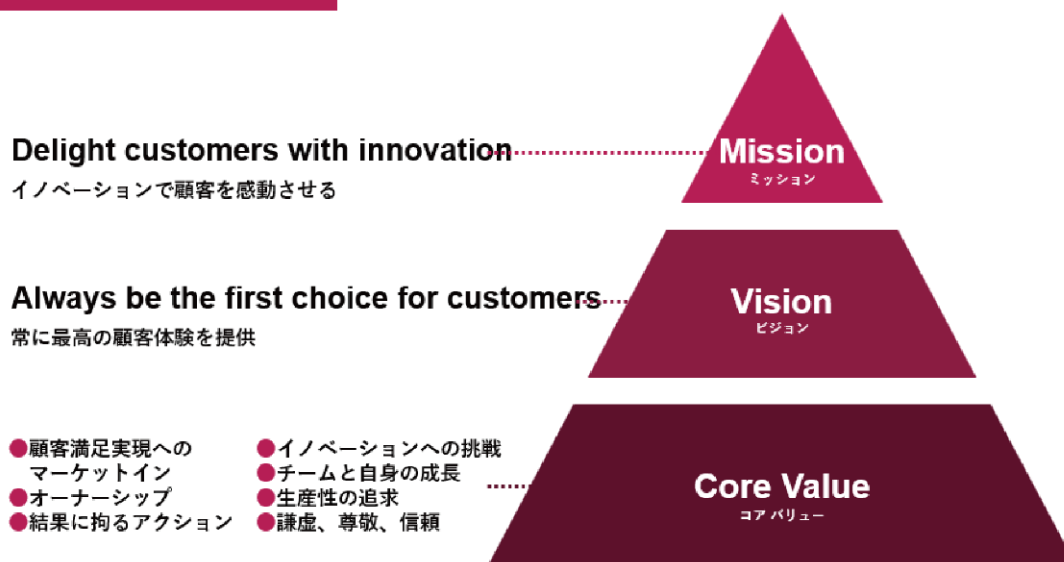 Delight customers with innovation
イノベーションで顧客を感動させる
Mission
ミッション
Always be the first choice for customers
常に最高の顧客体験を提供
Vision
ビジョン
●顧客満足実現への
マーケットイン
●オーナーシップ
●結果に拘るアクション
●イノベーションへの挑戦
●チームと自身の成長
●生産性の追求
●謙虚、尊敬、信頼
Core Value
コア バリュー